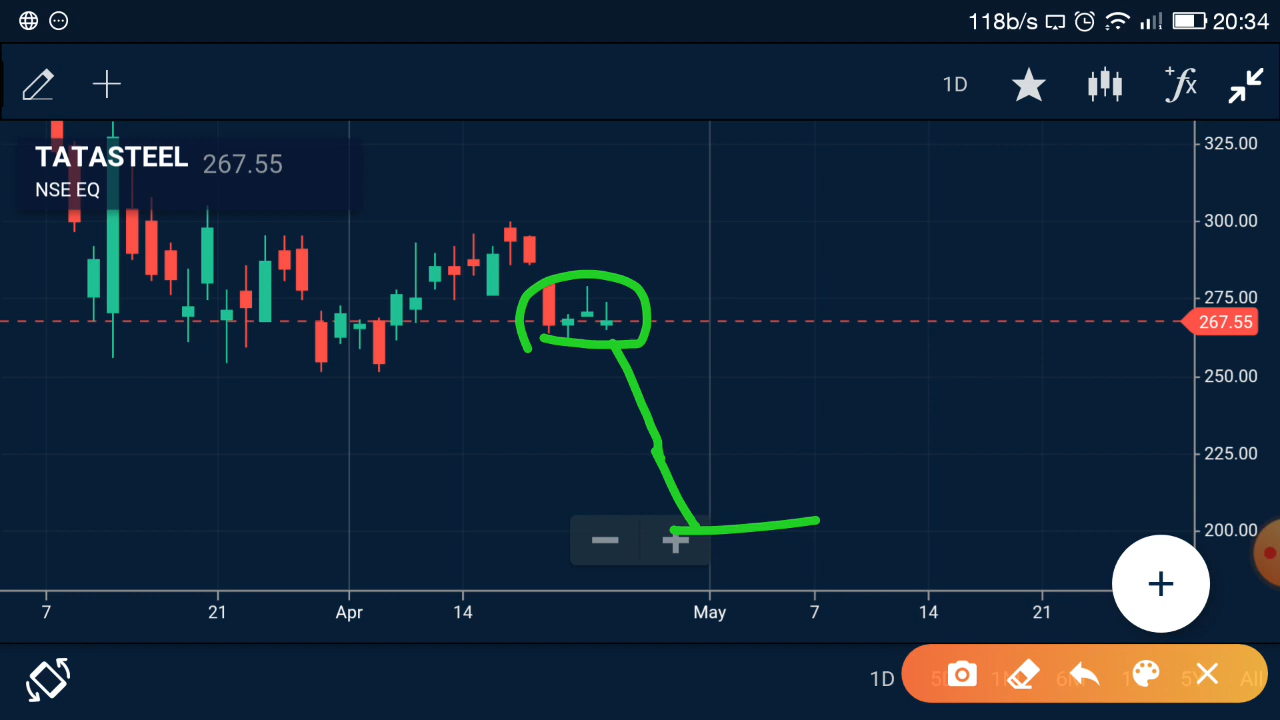 118b/s 20:34
1D
TATASTEEL 267.55
NSE EQ
325.00
300.00
275.00
267.55
250.00
225.00
200.00
7 21 Apr 14 May 7 14 21
1D